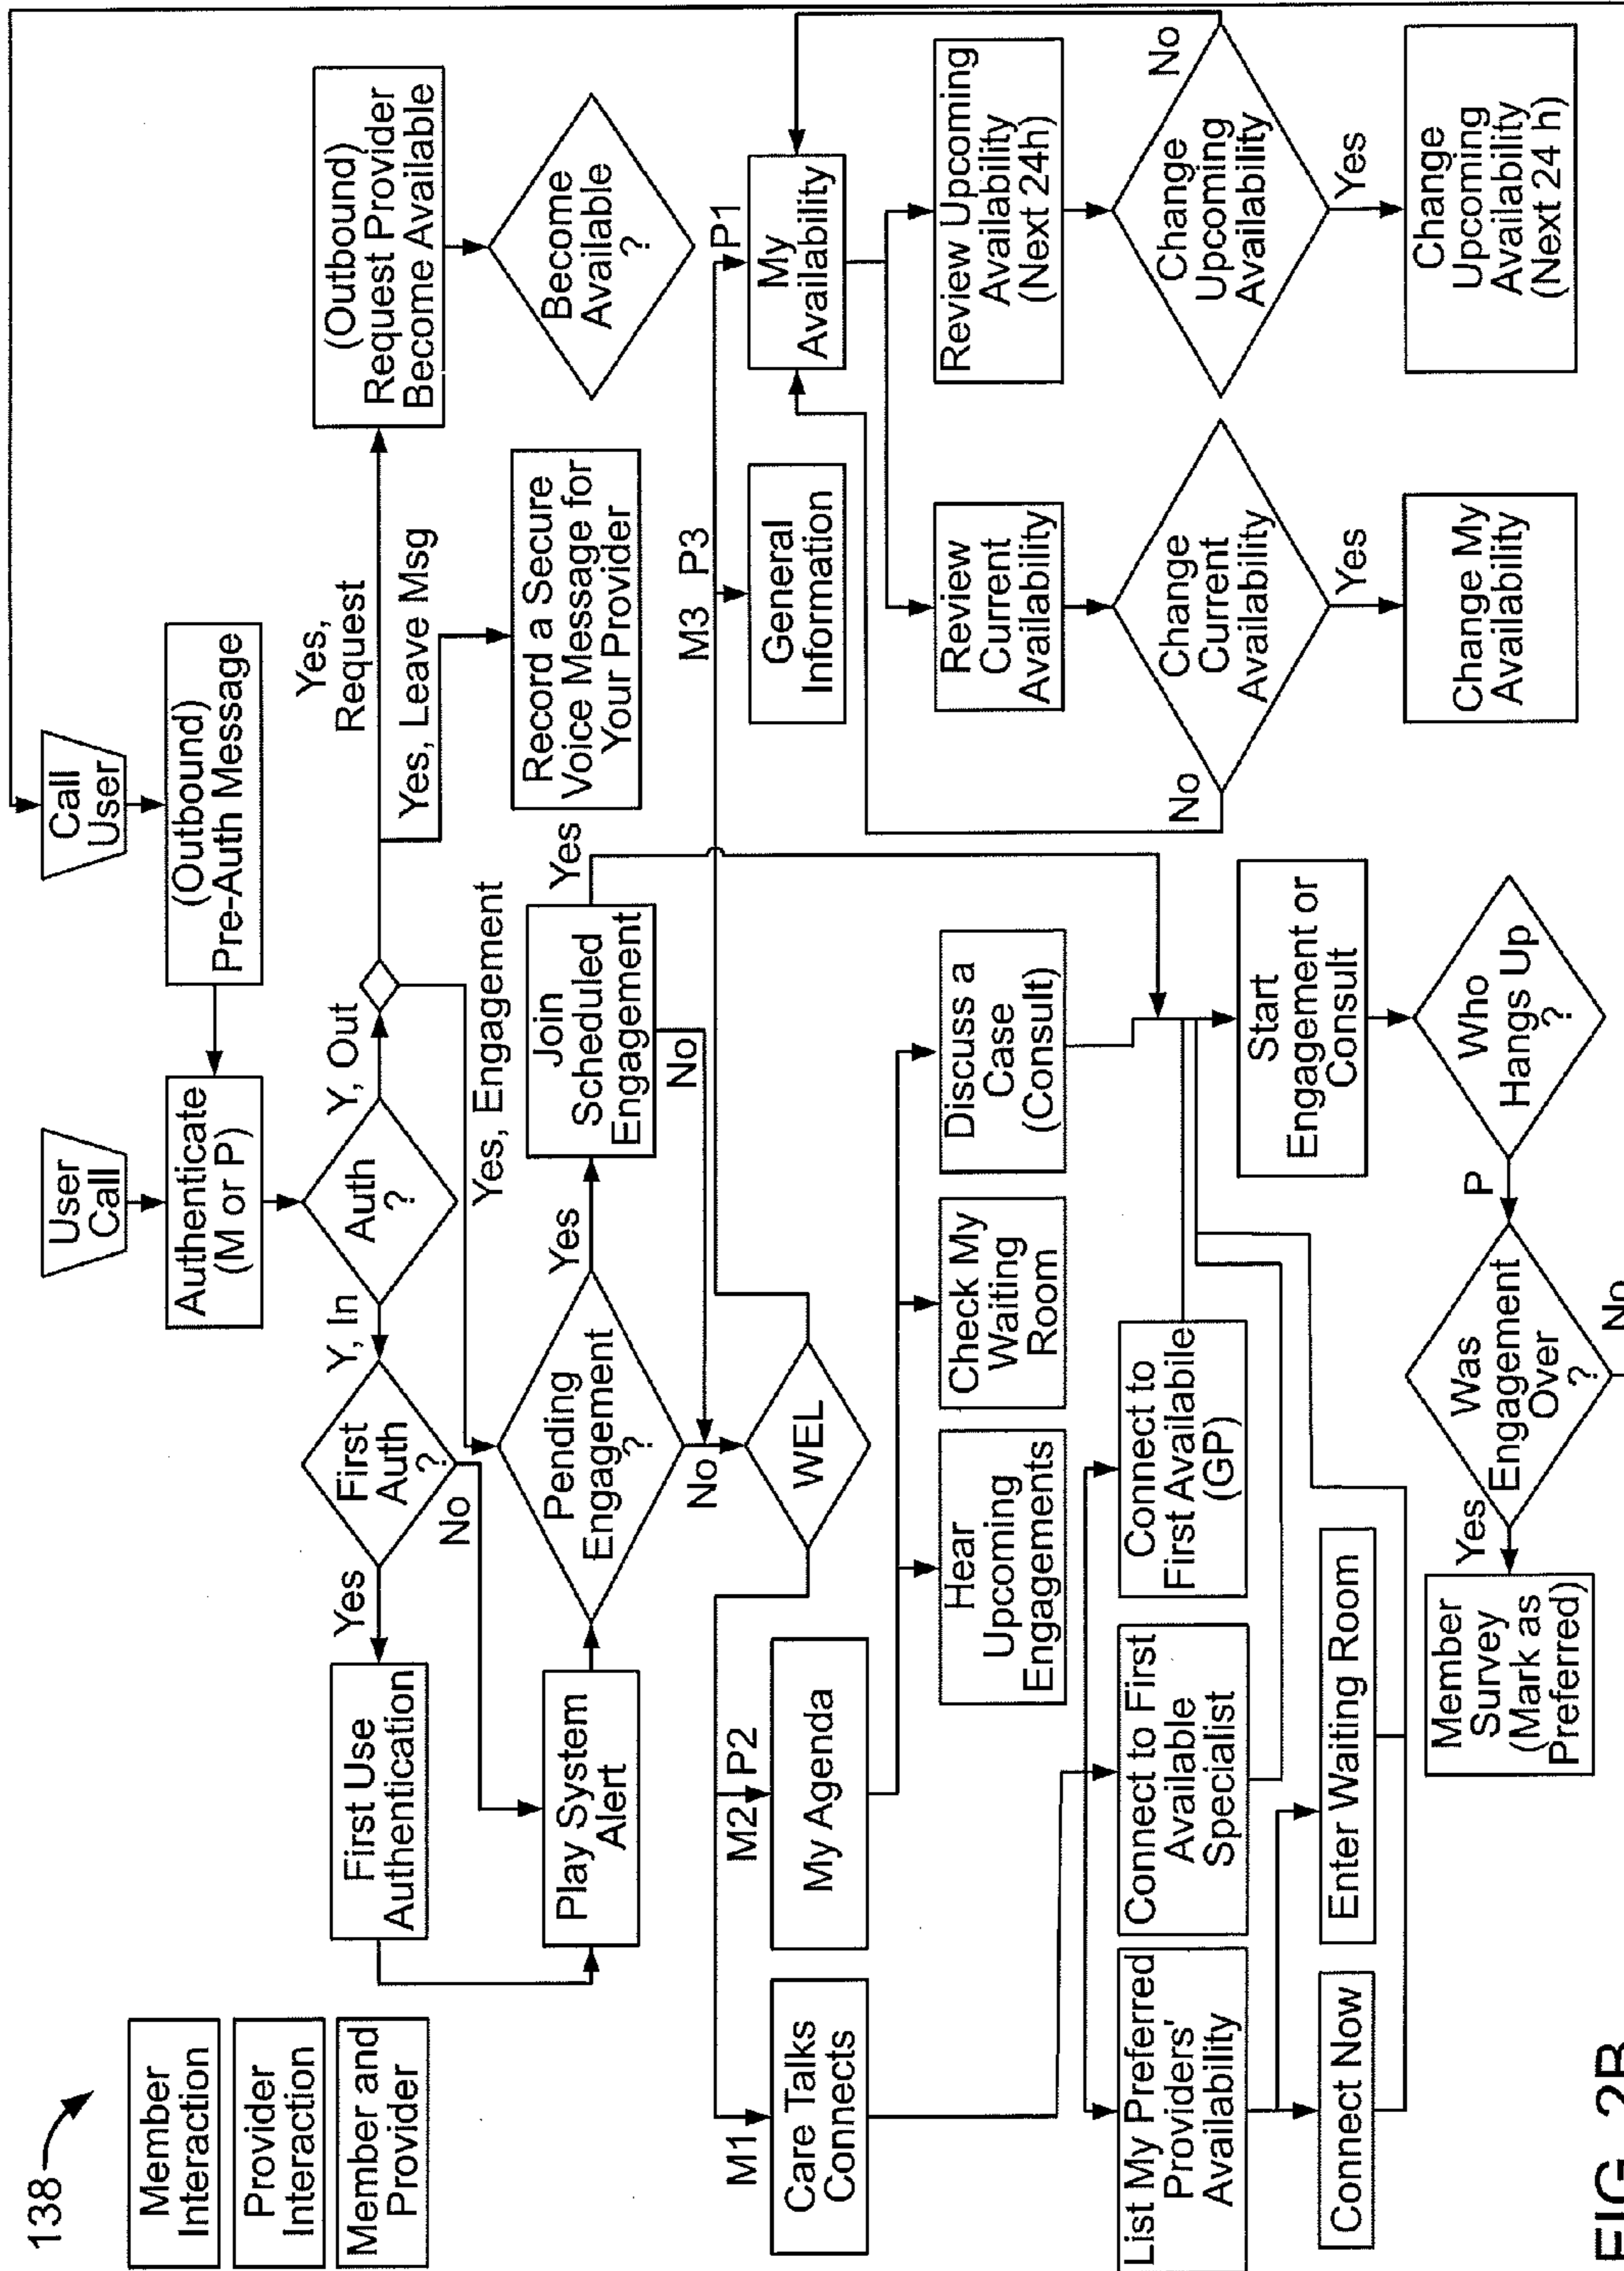 138
Member
Interaction
Provider
Interaction
Member and
Provider
User
Call
Call
User
Authenticate
(M or P)
(Outbound)
Pre-Auth Message
Auth
?
Y, In
Y, Out
First
Auth
?
Yes
No
First Use
Authentication
Play System
Alert
Yes,
Request
Yes, Leave Msg
Yes, Engagement
(Outbound)
Request Provider
Become Available
Become
Available
?
Record a Secure
Voice Message for
Your Provider
Pending
Engagement
?
Yes
No
Join
Scheduled
Engagement
Yes
No
WEL
M1
M2 P2
M3 P3
P1
Care Talks
Connects
My Agenda
General
Information
My
Availability
Hear
Upcoming
Engagements
Check My
Waiting
Room
Discuss a
Case
(Consult)
Review
Current
Availability
Review Upcoming
Availability
(Next 24h)
List My Preferred
Providers'
Availability
Connect to First
Available
Specialist
Connect to
First Availabile
(GP)
Change
Current
Availability
No
Yes
Change
Upcoming
Availability
No
Yes
Connect Now
Enter Waiting Room
Start
Engagement or
Consult
Change My
Availability
Change
Upcoming
Availability
(Next 24 h)
Who
Hangs Up
?
P
Was
Engagement
Over
?
Yes
No
Member
Survey
(Mark as
Preferred)
FIG. 2B